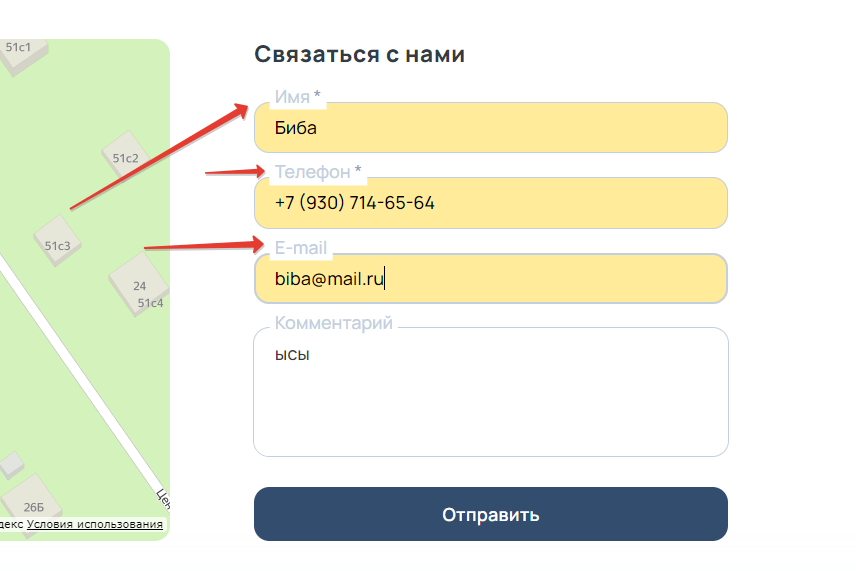 51с1
51с2
51с3
24
51с4
26Б
Цен
декс Условия использования
Связаться с нами
Имя *
Биба
Телефон *
+7 (930) 714-65-64
E-mail
biba@mail.ru
Комментарий
ысы
Отправить